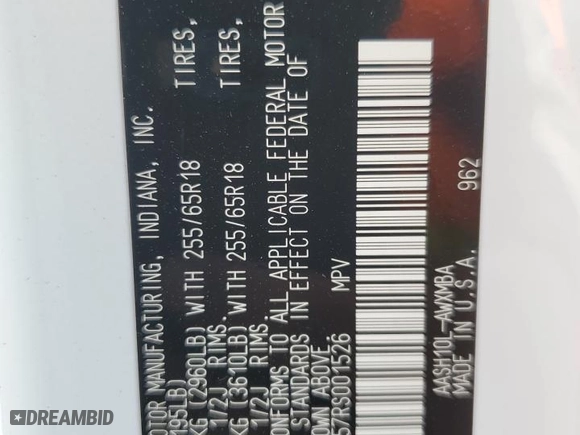 OTOR MANUFACTURING, INDIANA, INC.
195LB)
KG (2960LB) WITH 255/65R18 TIRES,
1/2J RIMS.
KG (3610LB) WITH 255/65R18 TIRES,
1/2J RIMS.
ONFORMS TO ALL APPLICABLE FEDERAL MOTOR
STANDARDS IN EFFECT ON THE DATE OF
OWN ABOVE.
57RS001526 MPV
962
AASH10L-AWXMBA
MADE IN U.S.A.
DREAMBID